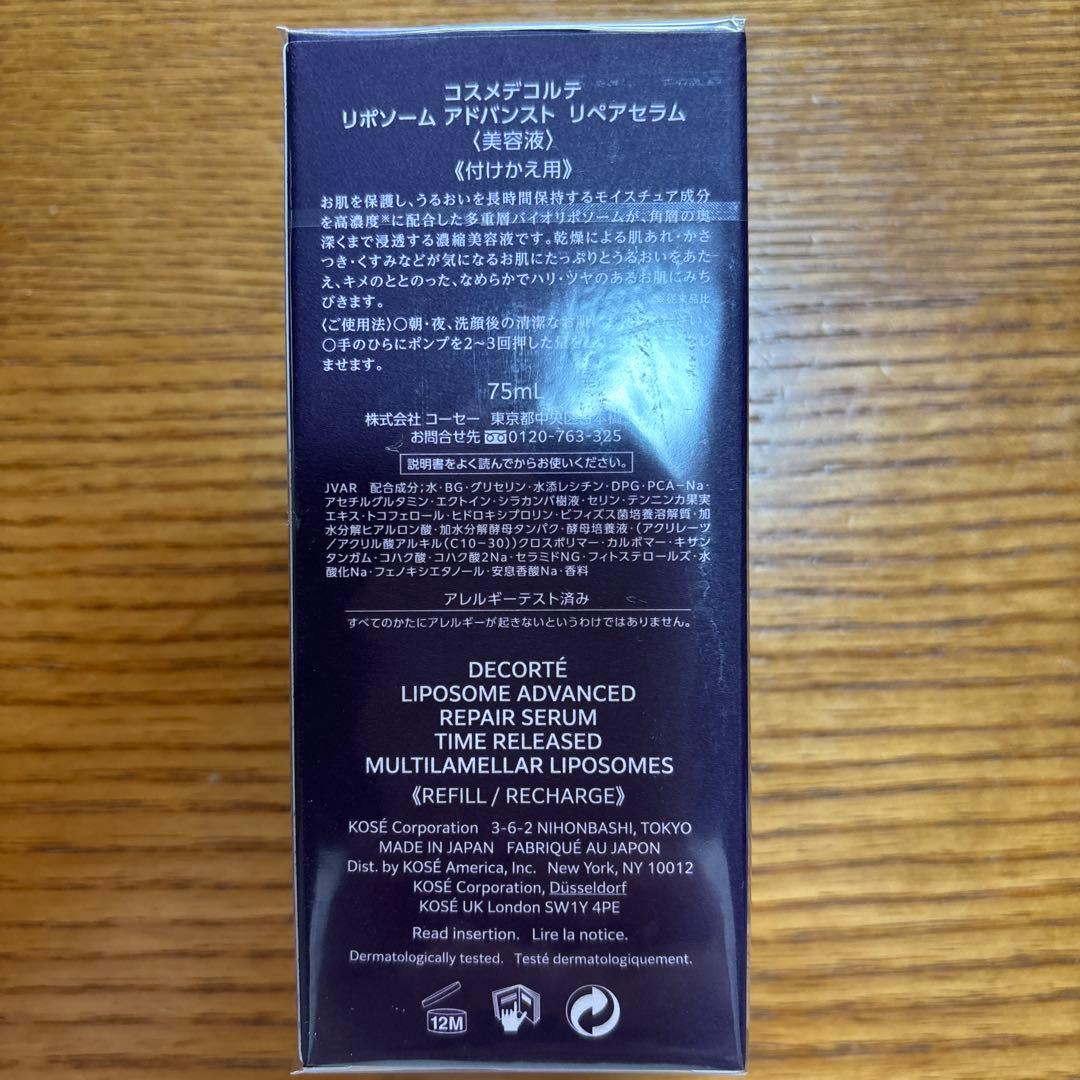 コスメデコルテ
リポソーム アドバンスト リペアセラム
〈美容液〉
《付けかえ用》
お肌を保護し、うるおいを長時間保持するモイスチュア成分
を高濃度※に配合した多重層バイオリポソームが、角層の奥
深くまで浸透する濃縮美容液です。乾燥による肌あれ・かさ
つき・くすみなどが気になるお肌にたっぷりとうるおいをあた
え、キメのととのった、なめらかでハリ・ツヤのあるお肌にみち
びきます。 ※従来品比
〈ご使用法〉○朝・夜、洗顔後の清潔なお肌に
○手のひらにポンプを2~3回押した量を
ませます。
75mL
株式会社 コーセー 東京都中央区日本橋
お問合せ先 0120-763-325
説明書をよく読んでからお使いください。
JVAR 配合成分;水・BG・グリセリン・水添レシチン・DPG・PCA-Na・
アセチルグルタミン・エクトイン・シラカンバ樹液・セリン・テンニンカ果実
エキス・トコフェロール・ヒドロキシプロリン・ビフィズス菌培養溶解質・加
水分解ヒアルロン酸・加水分解酵母タンパク・酵母培養液・(アクリレーツ
/アクリル酸アルキル(C10-30))クロスポリマー・カルボマー・キサン
タンガム・コハク酸・コハク酸2Na・セラミドNG・フィトステロールズ・水
酸化Na・フェノキシエタノール・安息香酸Na・香料
アレルギーテスト済み
すべてのかたにアレルギーが起きないというわけではありません。
DECORTÉ
LIPOSOME ADVANCED
REPAIR SERUM
TIME RELEASED
MULTILAMELLAR LIPOSOMES
《REFILL / RECHARGE》
KOSÉ Corporation 3-6-2 NIHONBASHI, TOKYO
MADE IN JAPAN FABRIQUÉ AU JAPON
Dist. by KOSÉ America, Inc. New York, NY 10012
KOSÉ Corporation, Düsseldorf
KOSÉ UK London SW1Y 4PE
Read insertion. Lire la notice.
Dermatologically tested. Testé dermatologiquement.
12M